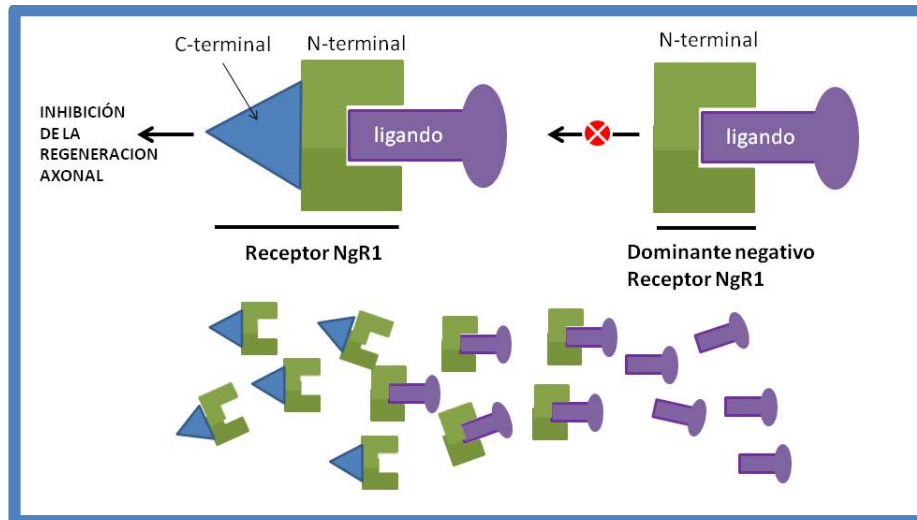 C-terminal
N-terminal
N-terminal
INHIBICIÓN
DE LA
REGENERACION
AXONAL
ligando
ligando
Receptor NgR1
Dominante negativo
Receptor NgR1